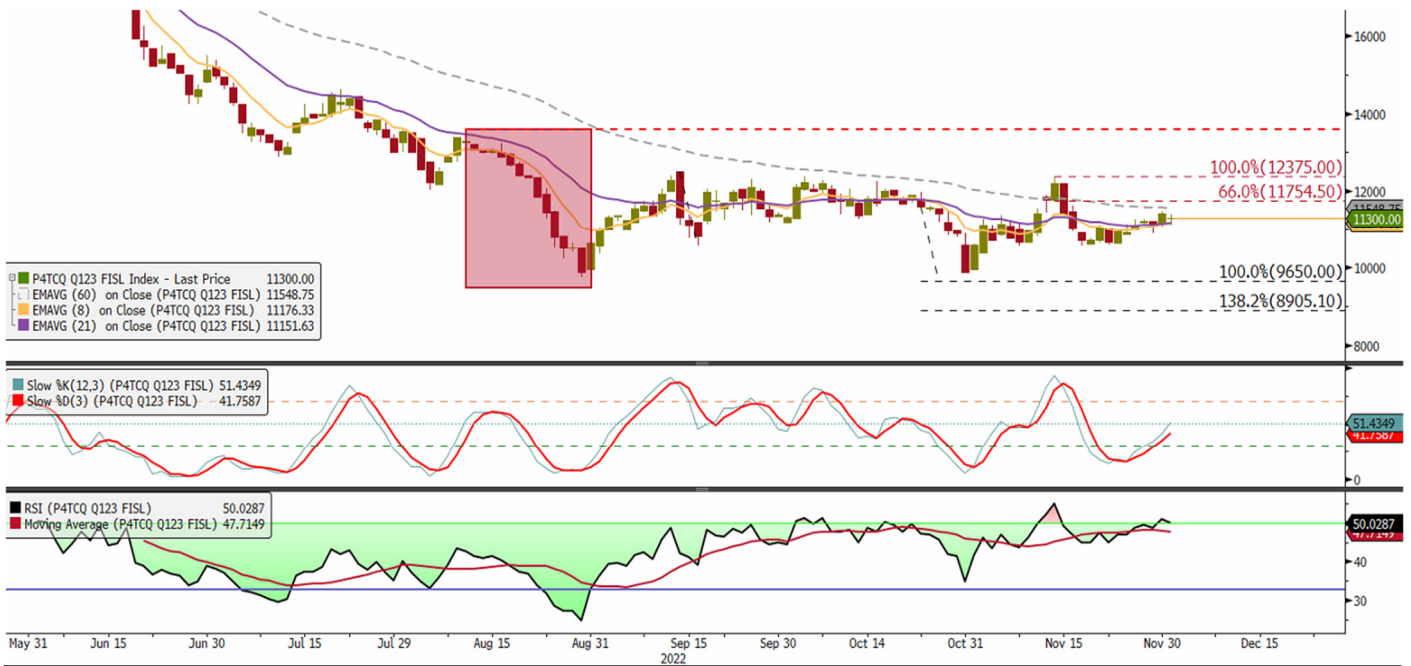 16000
14000
100.0%(12375.00)
12000
66.0%(11754.50)
11548.75
11300.00
100.0%(9650.00)
10000
138.2%(8905.10)
8000
P4TCQ Q123 FISL Index - Last Price 11300.00
EMAVG (60) on Close (P4TCQ Q123 FISL) 11548.75
EMAVG (8) on Close (P4TCQ Q123 FISL) 11176.33
EMAVG (21) on Close (P4TCQ Q123 FISL) 11151.63
Slow %K(12,3) (P4TCQ Q123 FISL) 51.4349
Slow %D(3) (P4TCQ Q123 FISL) 41.7587
51.4349
41.7587
0
RSI (P4TCQ Q123 FISL) 50.0287
Moving Average (P4TCQ Q123 FISL) 47.7149
50.0287
47.7149
40
30
May 31 Jun 15 Jun 30 Jul 15 Jul 29 Aug 15 Aug 31 Sep 15 Sep 30 Oct 14 Oct 31 Nov 15 Nov 30 Dec 15
2022